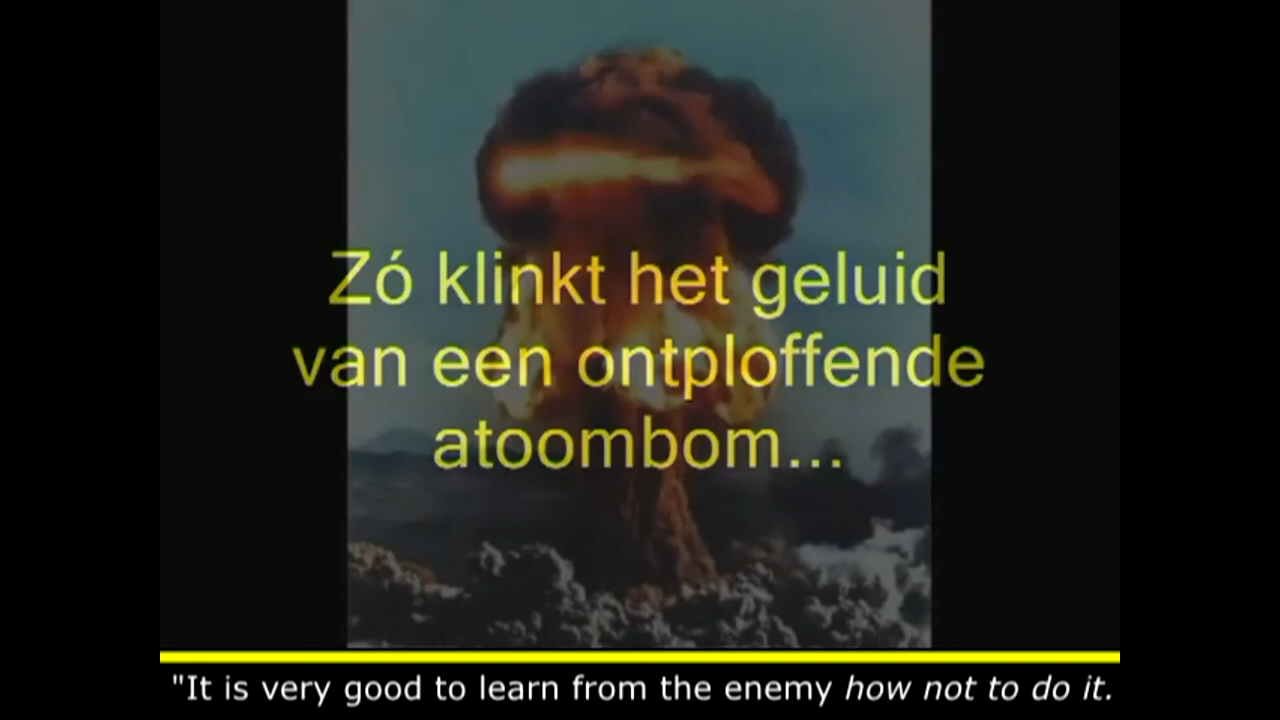 Zó klinkt het geluid
van een ontploffende
atoombom...
"It is very good to learn from the enemy how not to do it.